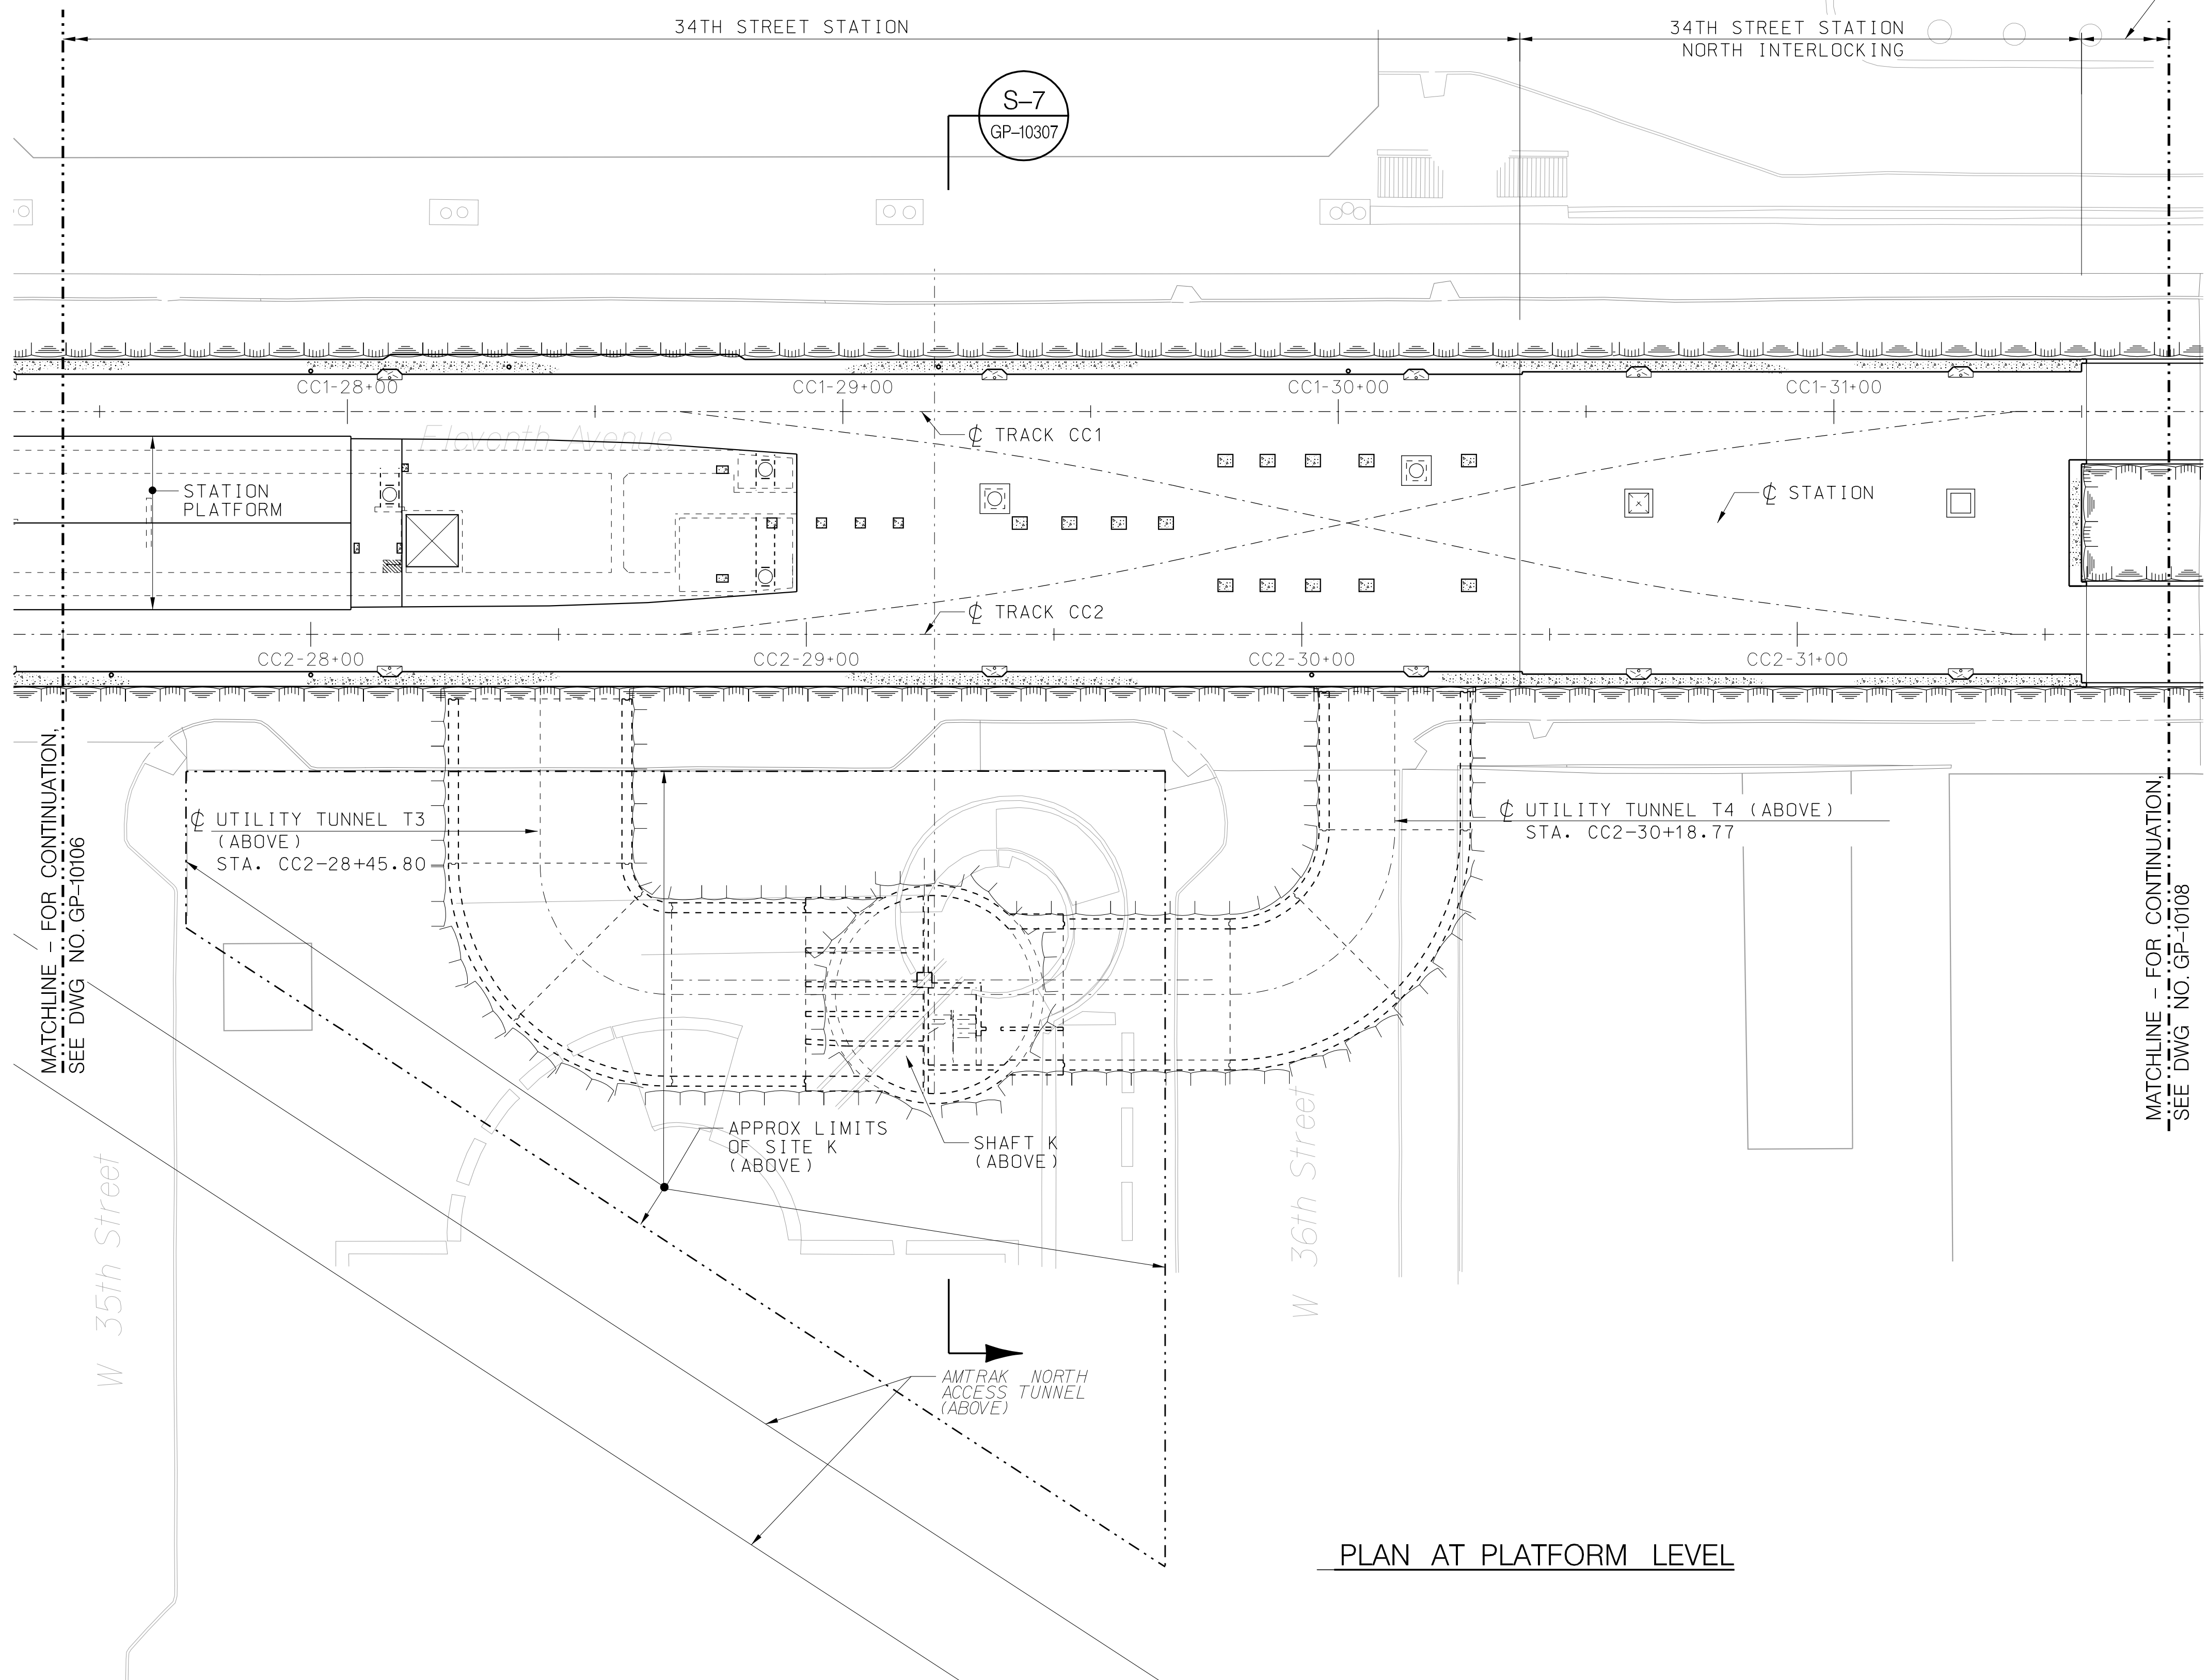 34TH STREET STATION
34TH STREET STATION
NORTH INTERLOCKING
S-7
GP-10307
CC1-28+00
CC1-29+00
CC1-30+00
CC1-31+00
Eleventh Avenue
℄ TRACK CC1
STATION
PLATFORM
℄ STATION
℄ TRACK CC2
CC2-28+00
CC2-29+00
CC2-30+00
CC2-31+00
MATCHLINE - FOR CONTINUATION,
SEE DWG NO. GP-10106
℄ UTILITY TUNNEL T3
(ABOVE)
STA. CC2-28+45.80
℄ UTILITY TUNNEL T4 (ABOVE)
STA. CC2-30+18.77
MATCHLINE - FOR CONTINUATION,
SEE DWG NO. GP-10108
APPROX LIMITS
OF SITE K
(ABOVE)
SHAFT K
(ABOVE)
W 35th Street
W 36th Street
AMTRAK NORTH
ACCESS TUNNEL
(ABOVE)
PLAN AT PLATFORM LEVEL